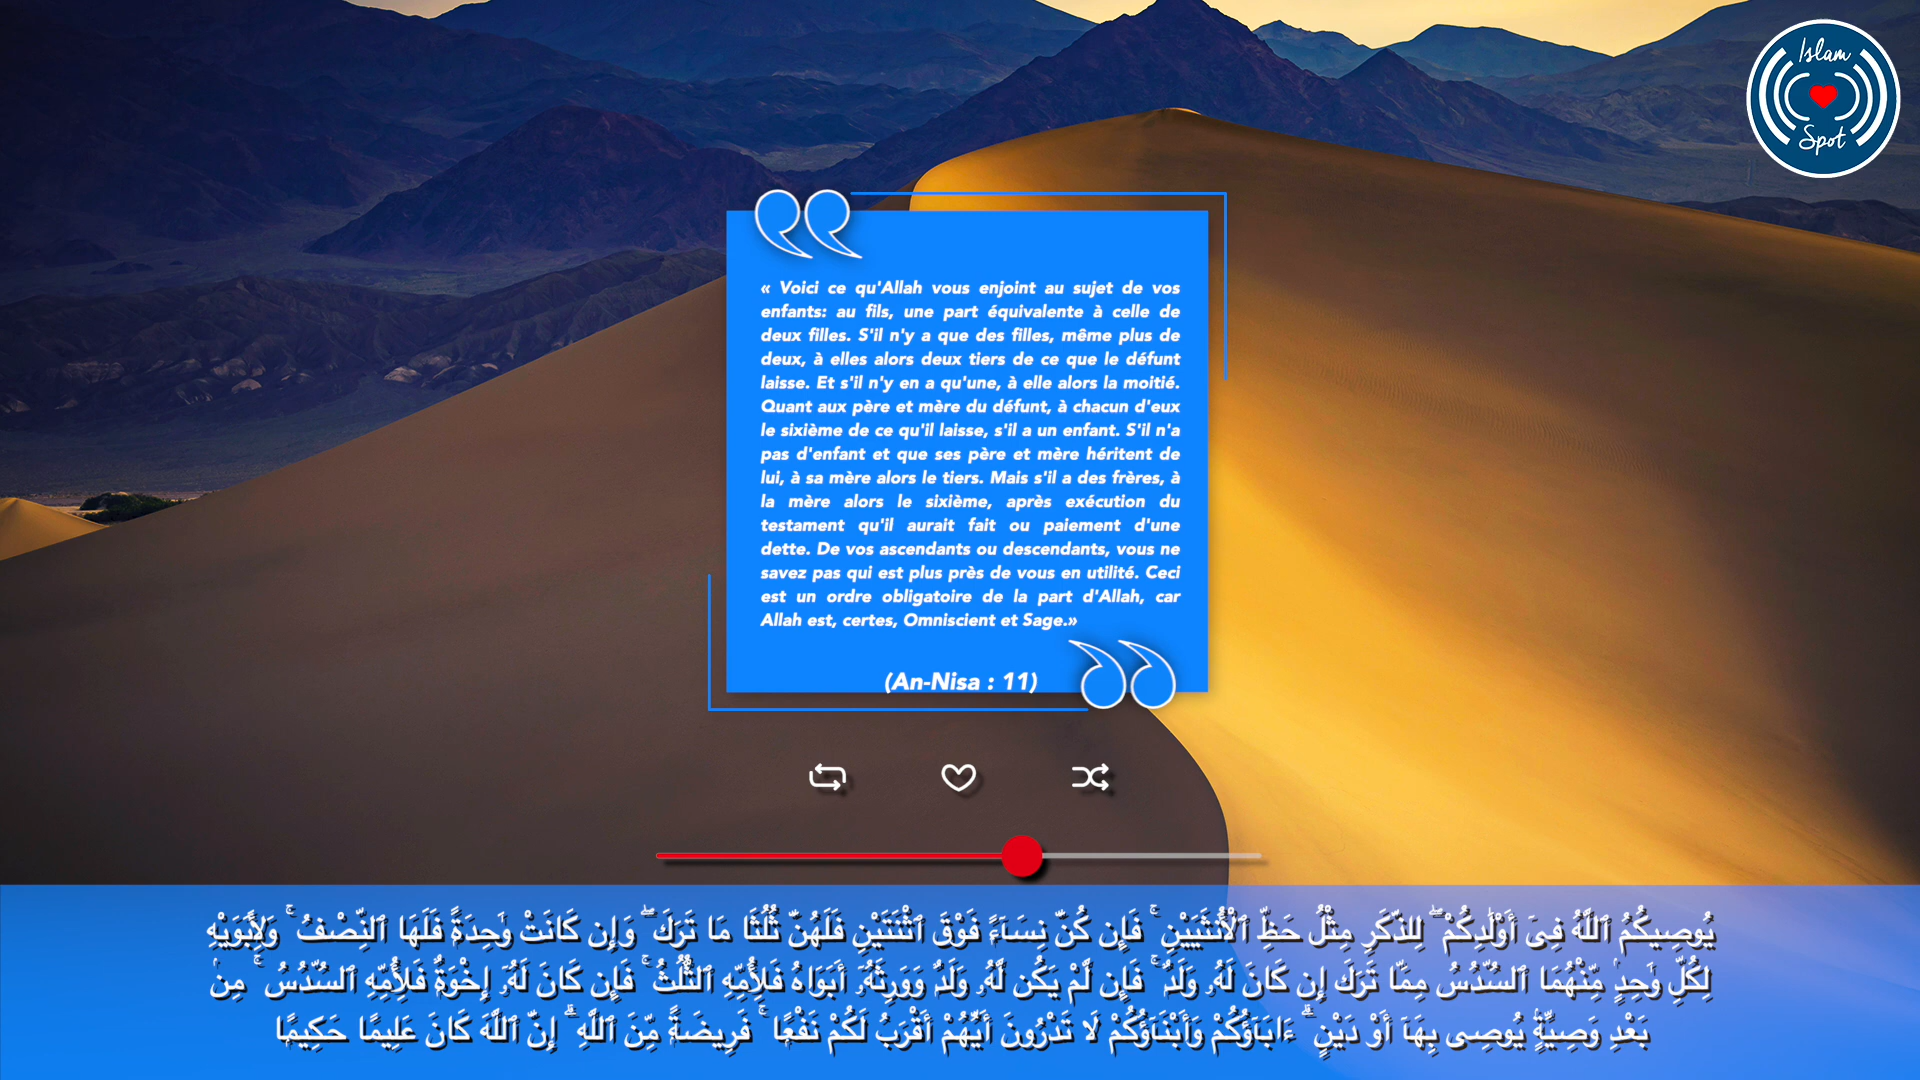 Islam
Spot
« Voici ce qu'Allah vous enjoint au sujet de vos
enfants: au fils, une part équivalente à celle de
deux filles. S'il n'y a que des filles, même plus de
deux, à elles alors deux tiers de ce que le défunt
laisse. Et s'il n'y en a qu'une, à elle alors la moitié.
Quant aux père et mère du défunt, à chacun d'eux
le sixième de ce qu'il laisse, s'il a un enfant. S'il n'a
pas d'enfant et que ses père et mère héritent de
lui, à sa mère alors le tiers. Mais s'il a des frères, à
la mère alors le sixième, après exécution du
testament qu'il aurait fait ou paiement d'une
dette. De vos ascendants ou descendants, vous ne
savez pas qui est plus près de vous en utilité. Ceci
est un ordre obligatoire de la part d'Allah, car
Allah est, certes, Omniscient et Sage.»
(An-Nisa : 11)
يُوصِيكُمُ ٱللَّهُ فِىٓ أَوْلَٰدِكُمْ ۖ لِلذَّكَرِ مِثْلُ حَظِّ ٱلْأُنثَيَيْنِ ۚ فَإِن كُنَّ نِسَآءً فَوْقَ ٱثْنَتَيْنِ فَلَهُنَّ ثُلُثَا مَا تَرَكَ ۖ وَإِن كَانَتْ وَٰحِدَةً فَلَهَا ٱلنِّصْفُ ۚ وَلِأَبَوَيْهِ
لِكُلِّ وَٰحِدٍ مِّنْهُمَا ٱلسُّدُسُ مِمَّا تَرَكَ إِن كَانَ لَهُۥ وَلَدٌ ۚ فَإِن لَّمْ يَكُن لَّهُۥ وَلَدٌ وَوَرِثَهُۥٓ أَبَوَاهُ فَلِأُمِّهِ ٱلثُّلُثُ ۚ فَإِن كَانَ لَهُۥٓ إِخْوَةٌ فَلِأُمِّهِ ٱلسُّدُسُ ۚ مِنۢ
بَعْدِ وَصِيَّةٍ يُوصِى بِهَآ أَوْ دَيْنٍ ۗ ءَابَآؤُكُمْ وَأَبْنَآؤُكُمْ لَا تَدْرُونَ أَيُّهُمْ أَقْرَبُ لَكُمْ نَفْعًا ۚ فَرِيضَةً مِّنَ ٱللَّهِ ۗ إِنَّ ٱللَّهَ كَانَ عَلِيمًا حَكِيمًا